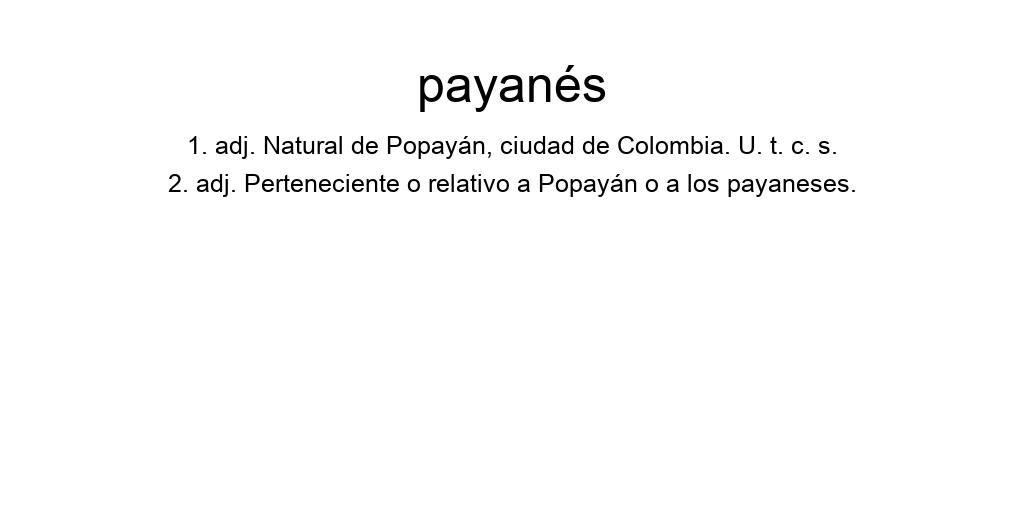 payanés
1. adj. Natural de Popayán, ciudad de Colombia. U. t. c. s.
2. adj. Perteneciente o relativo a Popayán o a los payaneses.